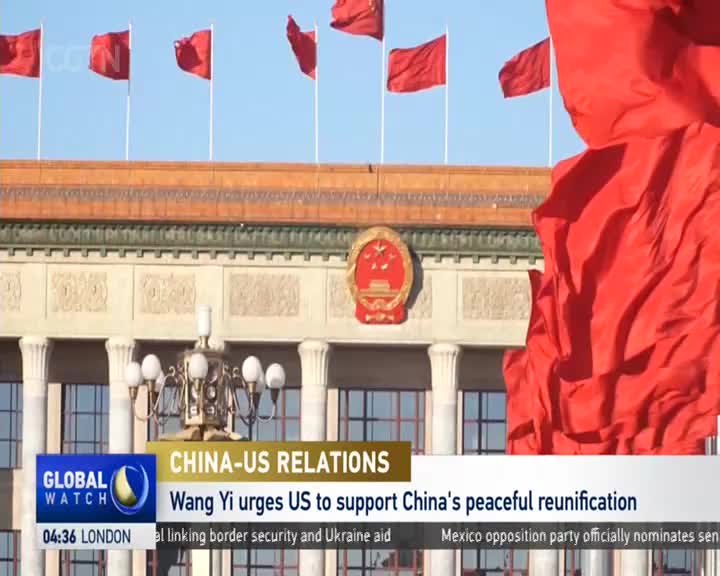 CGTN
CHINA-US RELATIONS
GLOBAL
WATCH
Wang Yi urges US to support China's peaceful reunification
04:36 LONDON
al linking border security and Ukraine aid
Mexico opposition party officially nominates sen